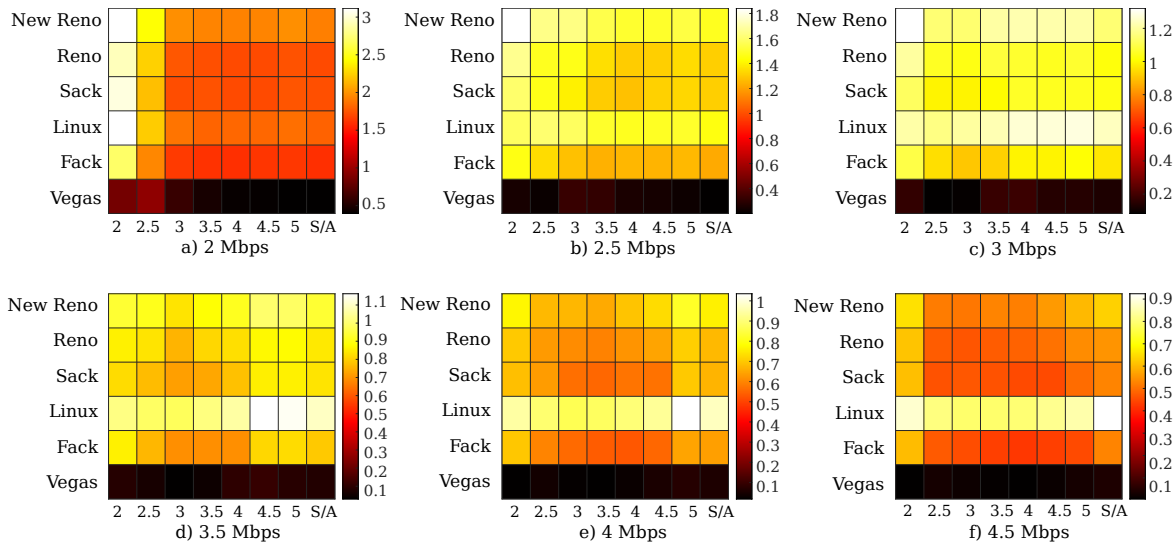 New Reno
Reno
Sack
Linux
Fack
Vegas
2 2.5 3 3.5 4 4.5 5 S/A
3
2.5
2
1.5
1
0.5
a) 2 Mbps
New Reno
Reno
Sack
Linux
Fack
Vegas
2 2.5 3 3.5 4 4.5 5 S/A
1.8
1.6
1.4
1.2
1
0.8
0.6
0.4
b) 2.5 Mbps
New Reno
Reno
Sack
Linux
Fack
Vegas
2 2.5 3 3.5 4 4.5 5 S/A
1.2
1
0.8
0.6
0.4
0.2
c) 3 Mbps
New Reno
Reno
Sack
Linux
Fack
Vegas
2 2.5 3 3.5 4 4.5 5 S/A
1.1
1
0.9
0.8
0.7
0.6
0.5
0.4
0.3
0.2
0.1
d) 3.5 Mbps
New Reno
Reno
Sack
Linux
Fack
Vegas
2 2.5 3 3.5 4 4.5 5 S/A
1
0.9
0.8
0.7
0.6
0.5
0.4
0.3
0.2
0.1
e) 4 Mbps
New Reno
Reno
Sack
Linux
Fack
Vegas
2 2.5 3 3.5 4 4.5 5 S/A
0.9
0.8
0.7
0.6
0.5
0.4
0.3
0.2
0.1
f) 4.5 Mbps